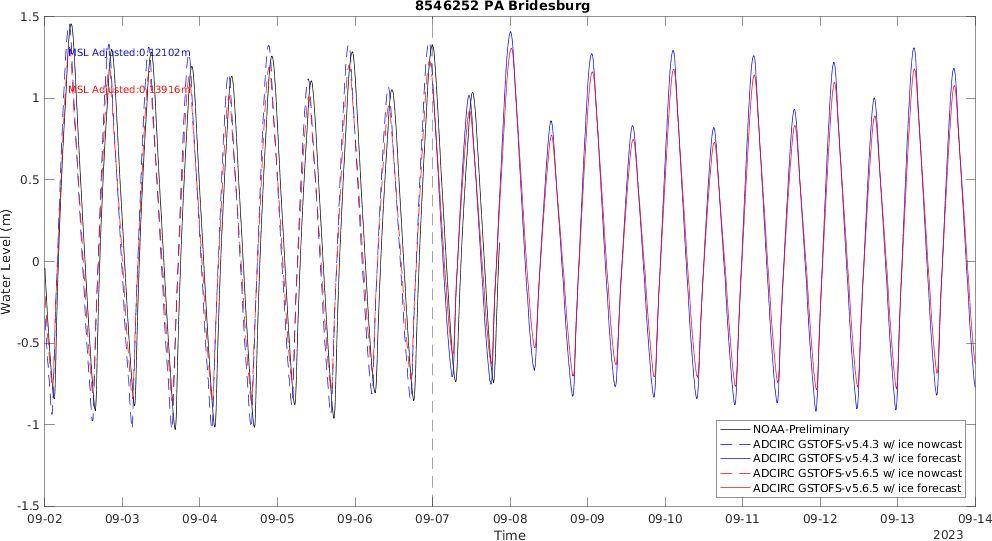 8546252 PA Bridesburg
1.5
MSL Adjusted:0.12102m
MSL Adjusted:0.13916m
1
0.5
0
-0.5
-1
-1.5
Water Level (m)
NOAA-Preliminary
ADCIRC GSTOFS-v5.4.3 w/ ice nowcast
ADCIRC GSTOFS-v5.4.3 w/ ice forecast
ADCIRC GSTOFS-v5.6.5 w/ ice nowcast
ADCIRC GSTOFS-v5.6.5 w/ ice forecast
09-02 09-03 09-04 09-05 09-06 09-07 09-08 09-09 09-10 09-11 09-12 09-13 09-14
Time
2023